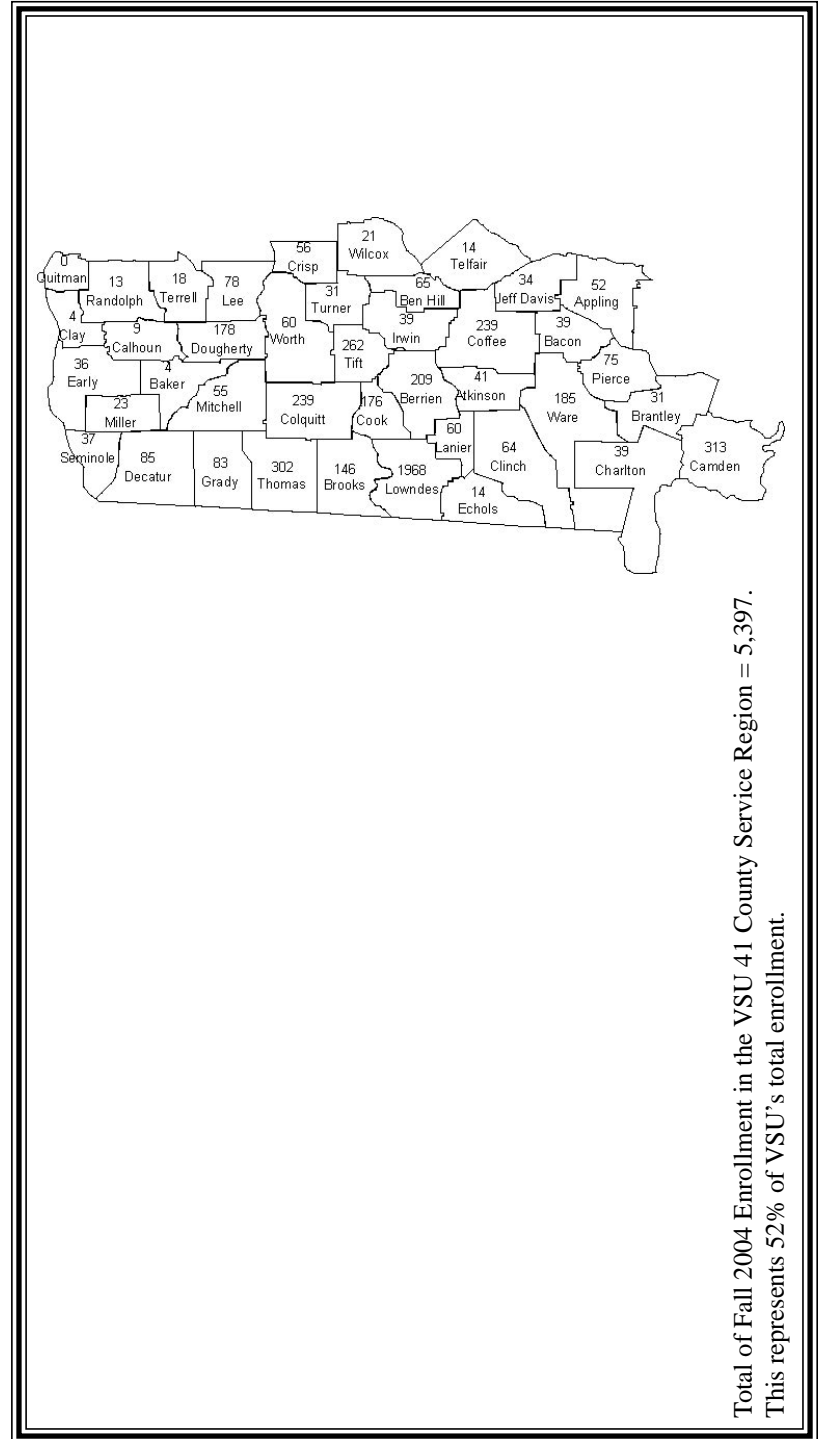 21
Wilcox
14
Telfair
56
Crisp
65
Ben Hill
34
Jeff Davis
52
Appling
Quitman
13
Randolph
18
Terrell
78
Lee
31
Turner
39
Irwin
239
Coffee
39
Bacon
4
Clay
9
Calhoun
178
Dougherty
60
Worth
262
Tift
75
Pierce
36
Early
4
Baker
55
Mitchell
209
Berrien
41
Atkinson
185
Ware
31
Brantley
23
Miller
239
Colquitt
176
Cook
60
Lanier
64
Clinch
39
Charlton
313
Camden
37
Seminole
85
Decatur
83
Grady
302
Thomas
146
Brooks
1968
Lowndes
14
Echols
Total of Fall 2004 Enrollment in the VSU 41 County Service Region = 5,397.
This represents 52% of VSU’s total enrollment.